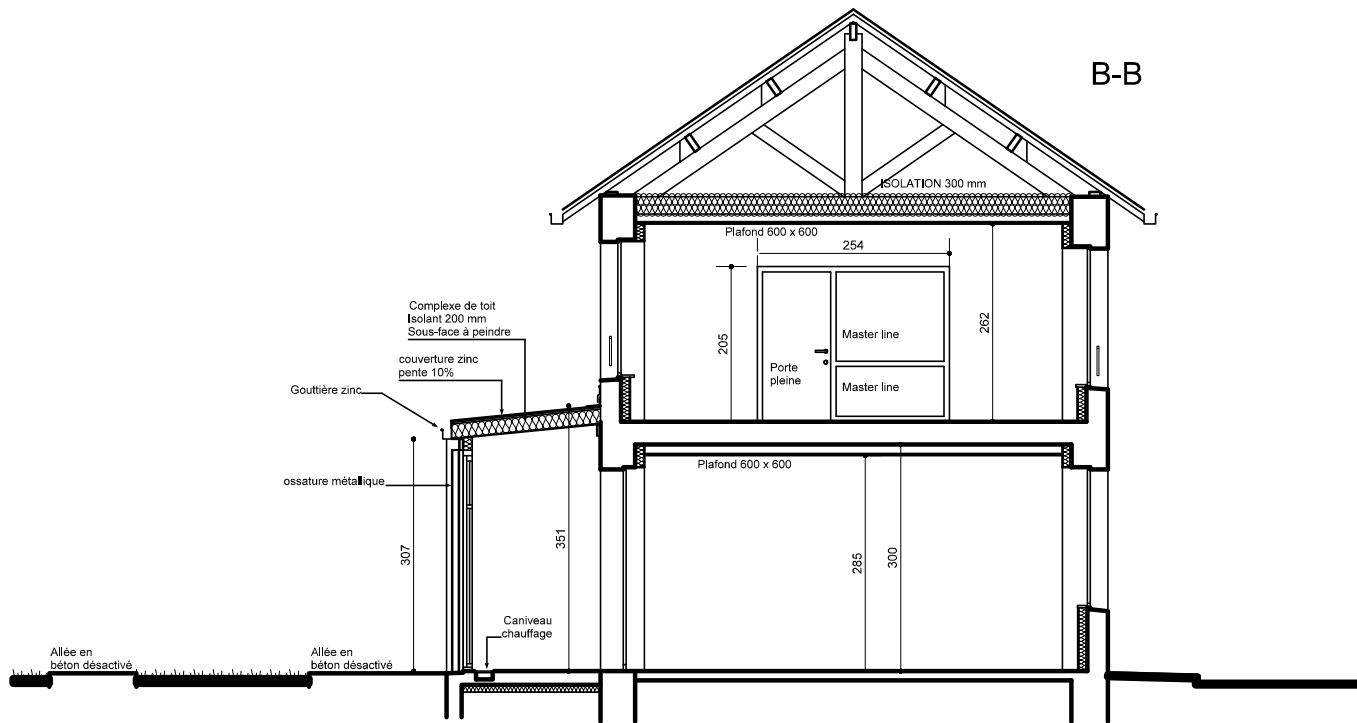 B-B
ISOLATION 300 mm
Plafond 600 x 600
254
205
262
Master line
Master line
Porte
pleine
Complexe de toit
Isolant 200 mm
Sous-face à peindre
couverture zinc
pente 10%
Gouttière zinc
ossature métallique
Plafond 600 x 600
307
351
285
300
Caniveau
chauffage
Allée en
béton désactivé
Allée en
béton désactivé